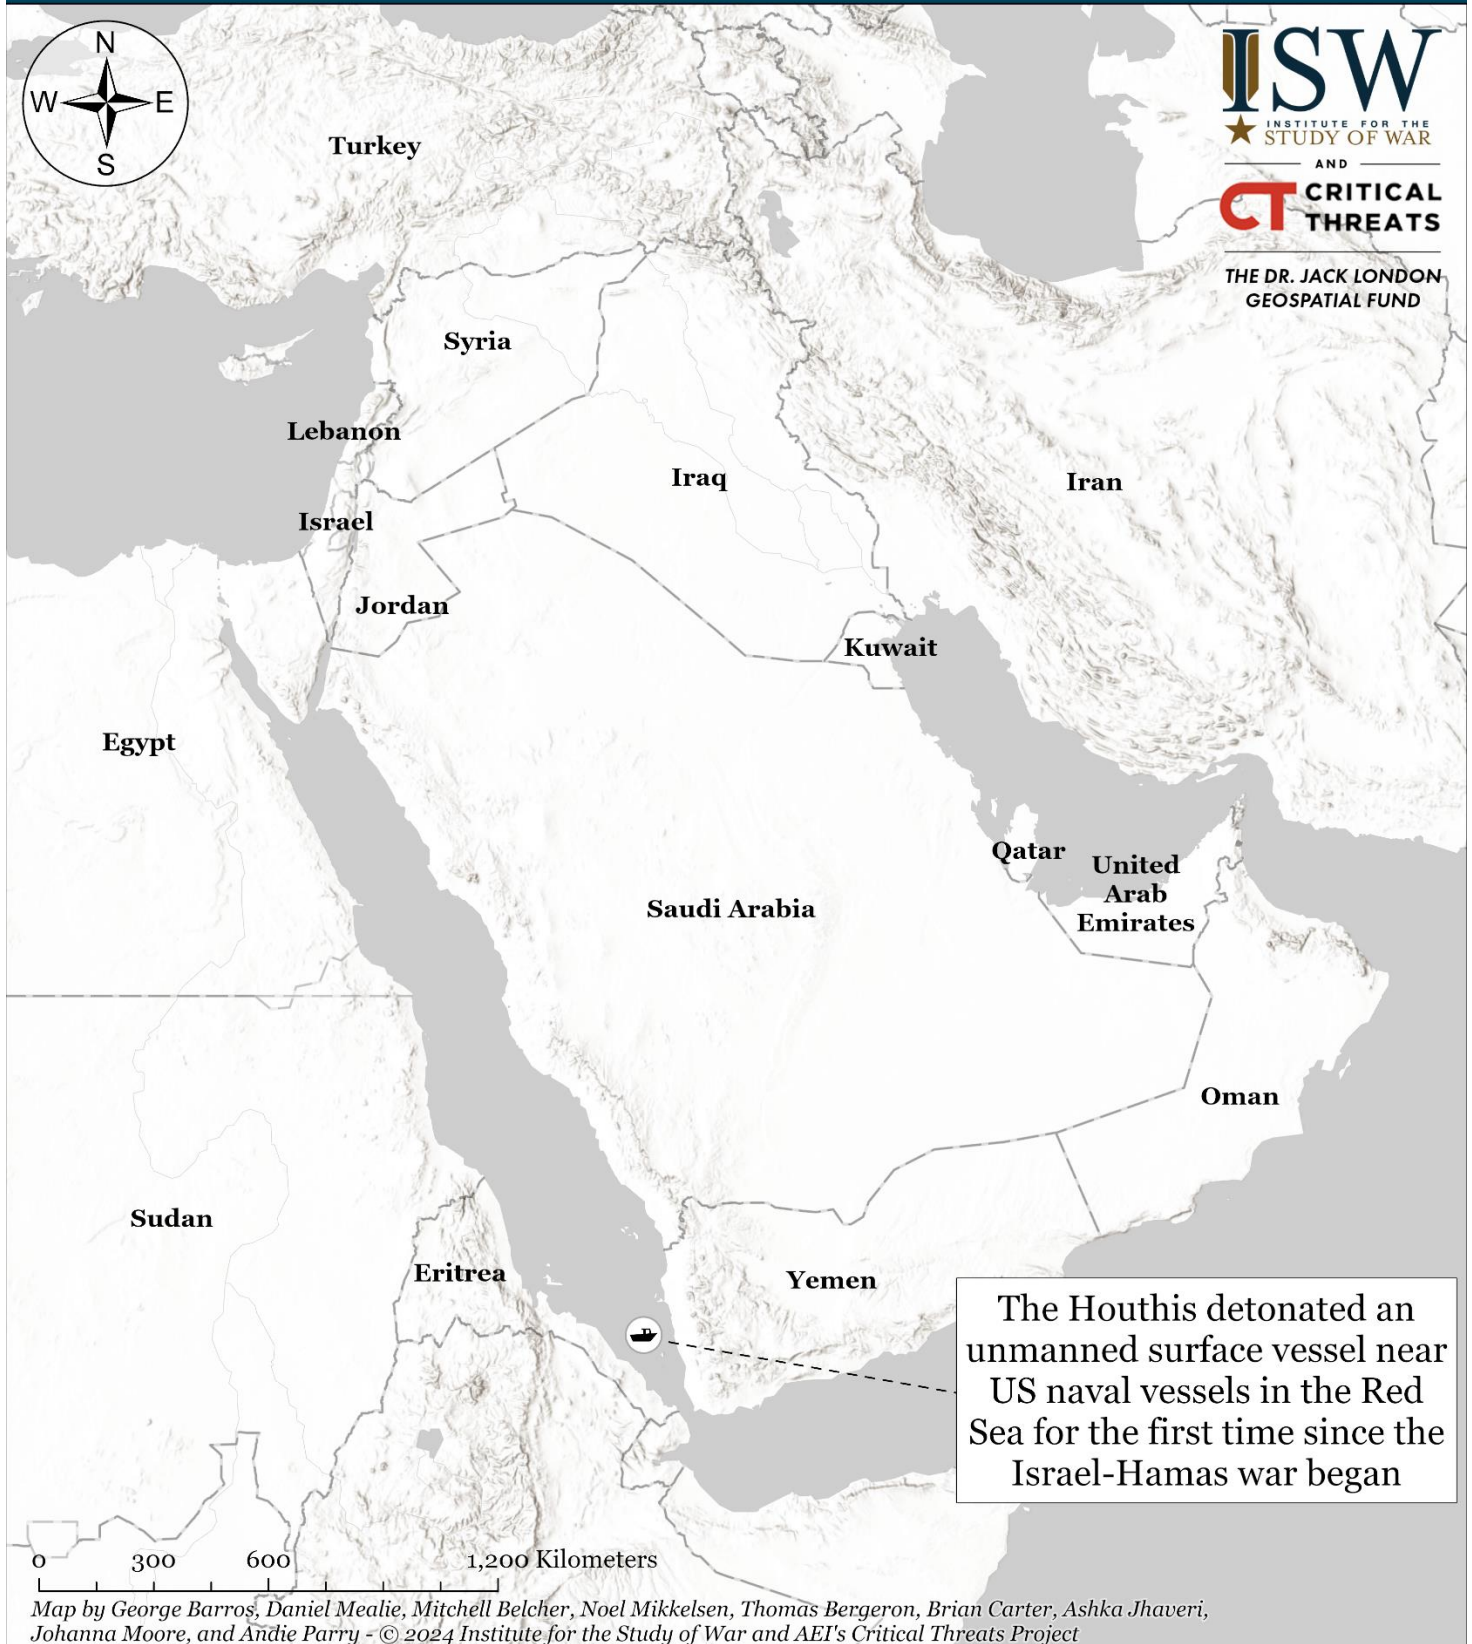 N
W
E
S
ISW
INSTITUTE FOR THE
STUDY OF WAR
AND
CT CRITICAL
THREATS
THE DR. JACK LONDON
GEOSPATIAL FUND
Turkey
Syria
Lebanon
Iraq
Iran
Israel
Jordan
Kuwait
Egypt
Qatar
United
Arab
Emirates
Saudi Arabia
Oman
Sudan
Eritrea
Yemen
The Houthis detonated an
unmanned surface vessel near
US naval vessels in the Red
Sea for the first time since the
Israel-Hamas war began
0 300 600 1,200 Kilometers
Map by George Barros, Daniel Mealie, Mitchell Belcher, Noel Mikkelsen, Thomas Bergeron, Brian Carter, Ashka Jhaveri,
Johanna Moore, and Andie Parry - © 2024 Institute for the Study of War and AEI's Critical Threats Project